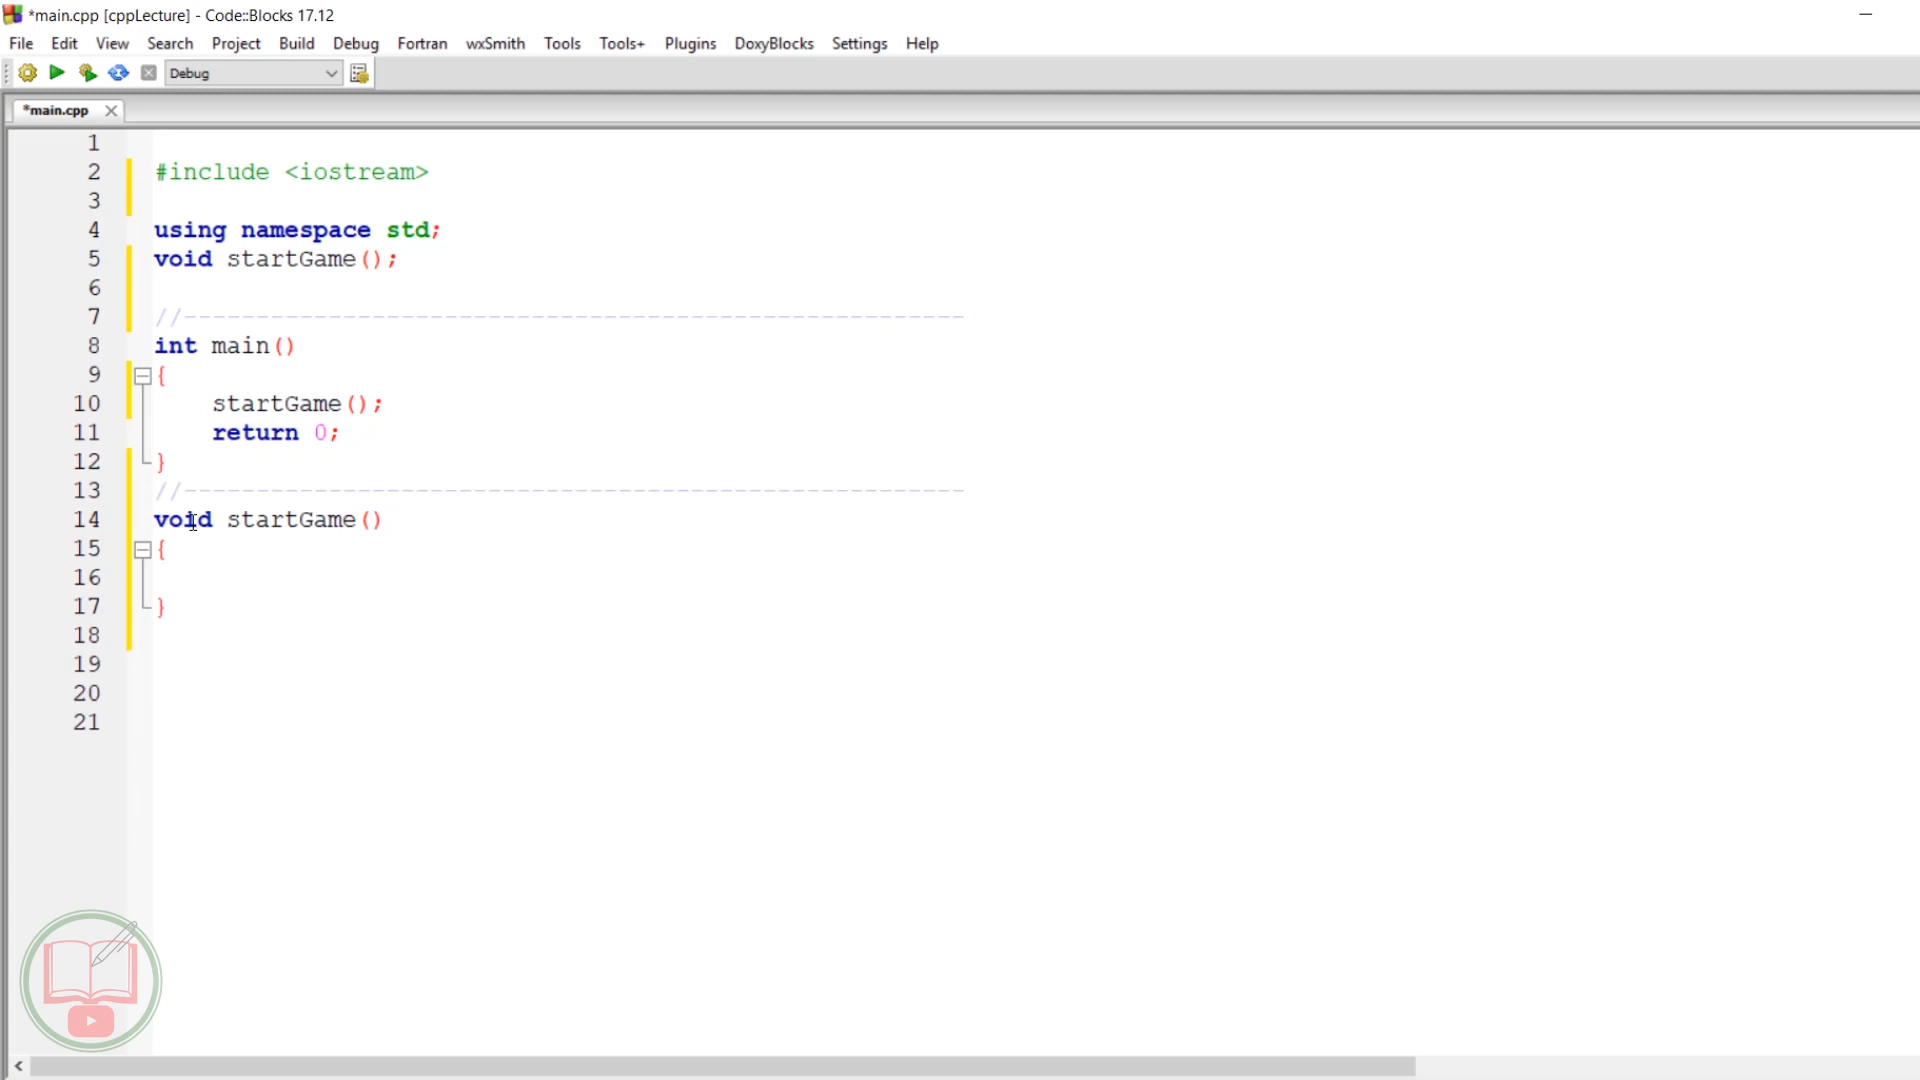 *main.cpp [cppLecture] - Code::Blocks 17.12
File Edit View Search Project Build Debug Fortran wxSmith Tools Tools+ Plugins DoxyBlocks Settings Help
Debug
*main.cpp
1
2 #include <iostream>
3
4 using namespace std;
5 void startGame();
6
7 //------------------------------------------------------
8 int main()
9 {
10 startGame();
11 return 0;
12 }
13 //------------------------------------------------------
14 void startGame()
15 {
16
17 }
18
19
20
21